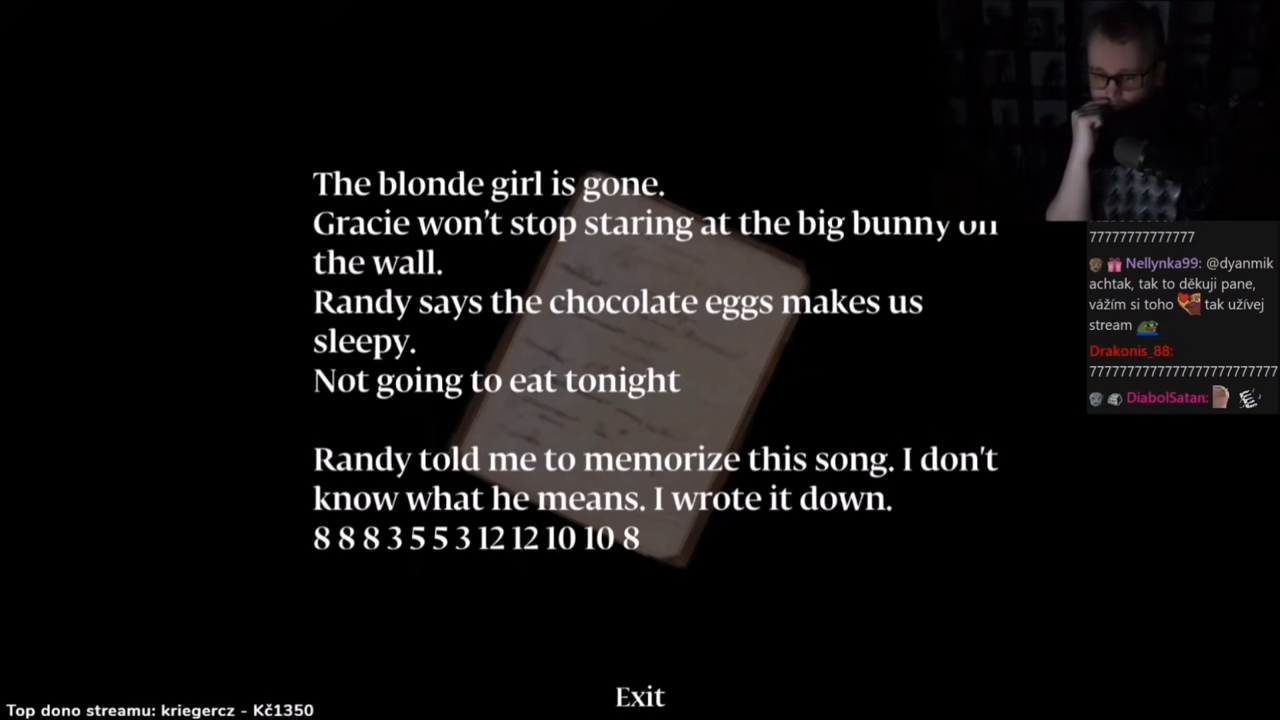 The blonde girl is gone.
Gracie won't stop staring at the big bunny on
the wall.
Randy says the chocolate eggs makes us
sleepy.
Not going to eat tonight
Randy told me to memorize this song. I don't
know what he means. I wrote it down.
8 8 8 3 5 5 3 12 12 10 10 8
Exit
77777777777777
Nellynka99: @dyanmik
achtak, tak to děkuji pane,
vážím si toho tak užívej
stream
Drakonis_88:
7777777777777777777777777
DiabolSatan:
Top dono streamu: kriegercz - Kč1350